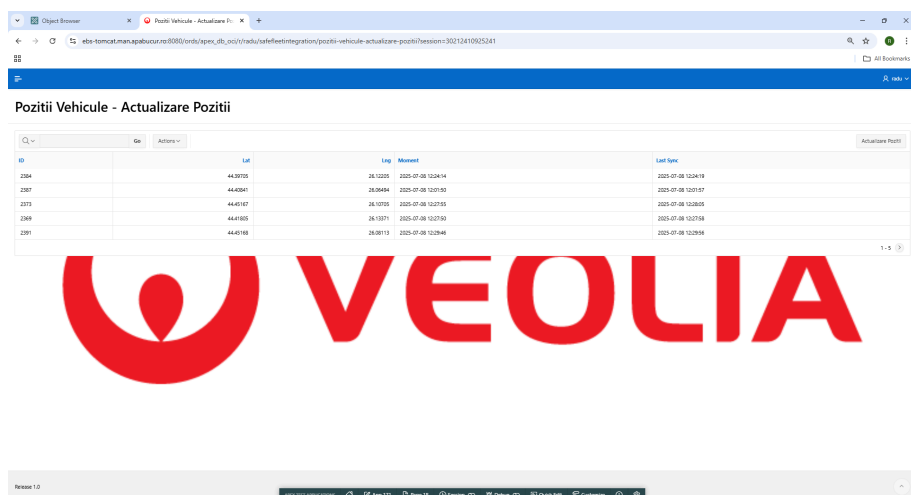 Object Browser
Pozitii Vehicule - Actualizare Po
ebs-tomcat.man.apabucur.ro:8080/ords/apex_db_oci/r/radu/safefleetintegration/pozitii-vehicule-actualizare-pozitii?session=30212410925241
All Bookmarks
radu
Pozitii Vehicule - Actualizare Pozitii
Go Actions Actualizare Pozitii
ID Lat Lng Moment Last Sync
2384 44.39705 26.12205 2025-07-08 12:24:14 2025-07-08 12:24:19
2387 44.40841 26.06494 2025-07-08 12:01:50 2025-07-08 12:01:57
2373 44.45167 26.10705 2025-07-08 12:27:55 2025-07-08 12:28:05
2369 44.41805 26.13371 2025-07-08 12:27:50 2025-07-08 12:27:58
2391 44.45168 26.08113 2025-07-08 12:29:46 2025-07-08 12:29:56
1 - 5
VEOLIA
Release 1.0